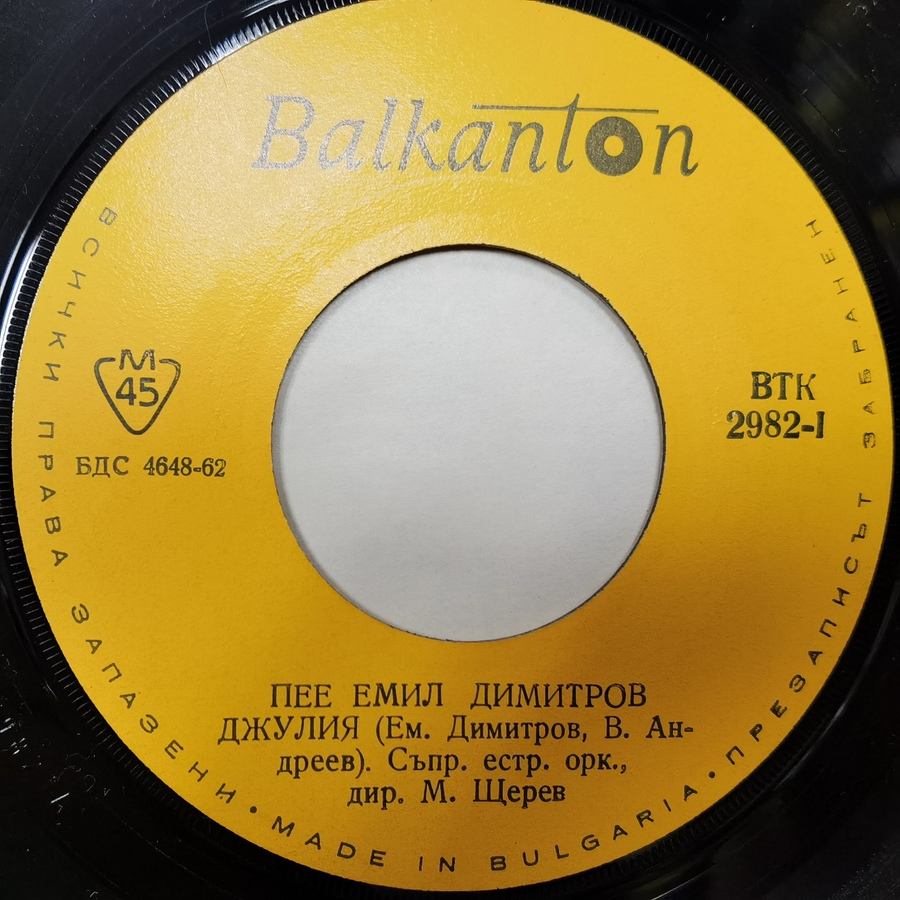 Balkanton
М
45
БДС 4648-62
ВТК
2982-I
ПЕЕ ЕМИЛ ДИМИТРОВ
ДЖУЛИЯ (Ем. Димитров, В. Ан-
дреев). Съпр. естр. орк.,
дир. М. Щерев
ВСИЧКИ ПРАВА ЗАПАЗЕНИ • MADE IN BULGARIA • ПРЕЗАПИСЪТ ЗАБРАНЕН